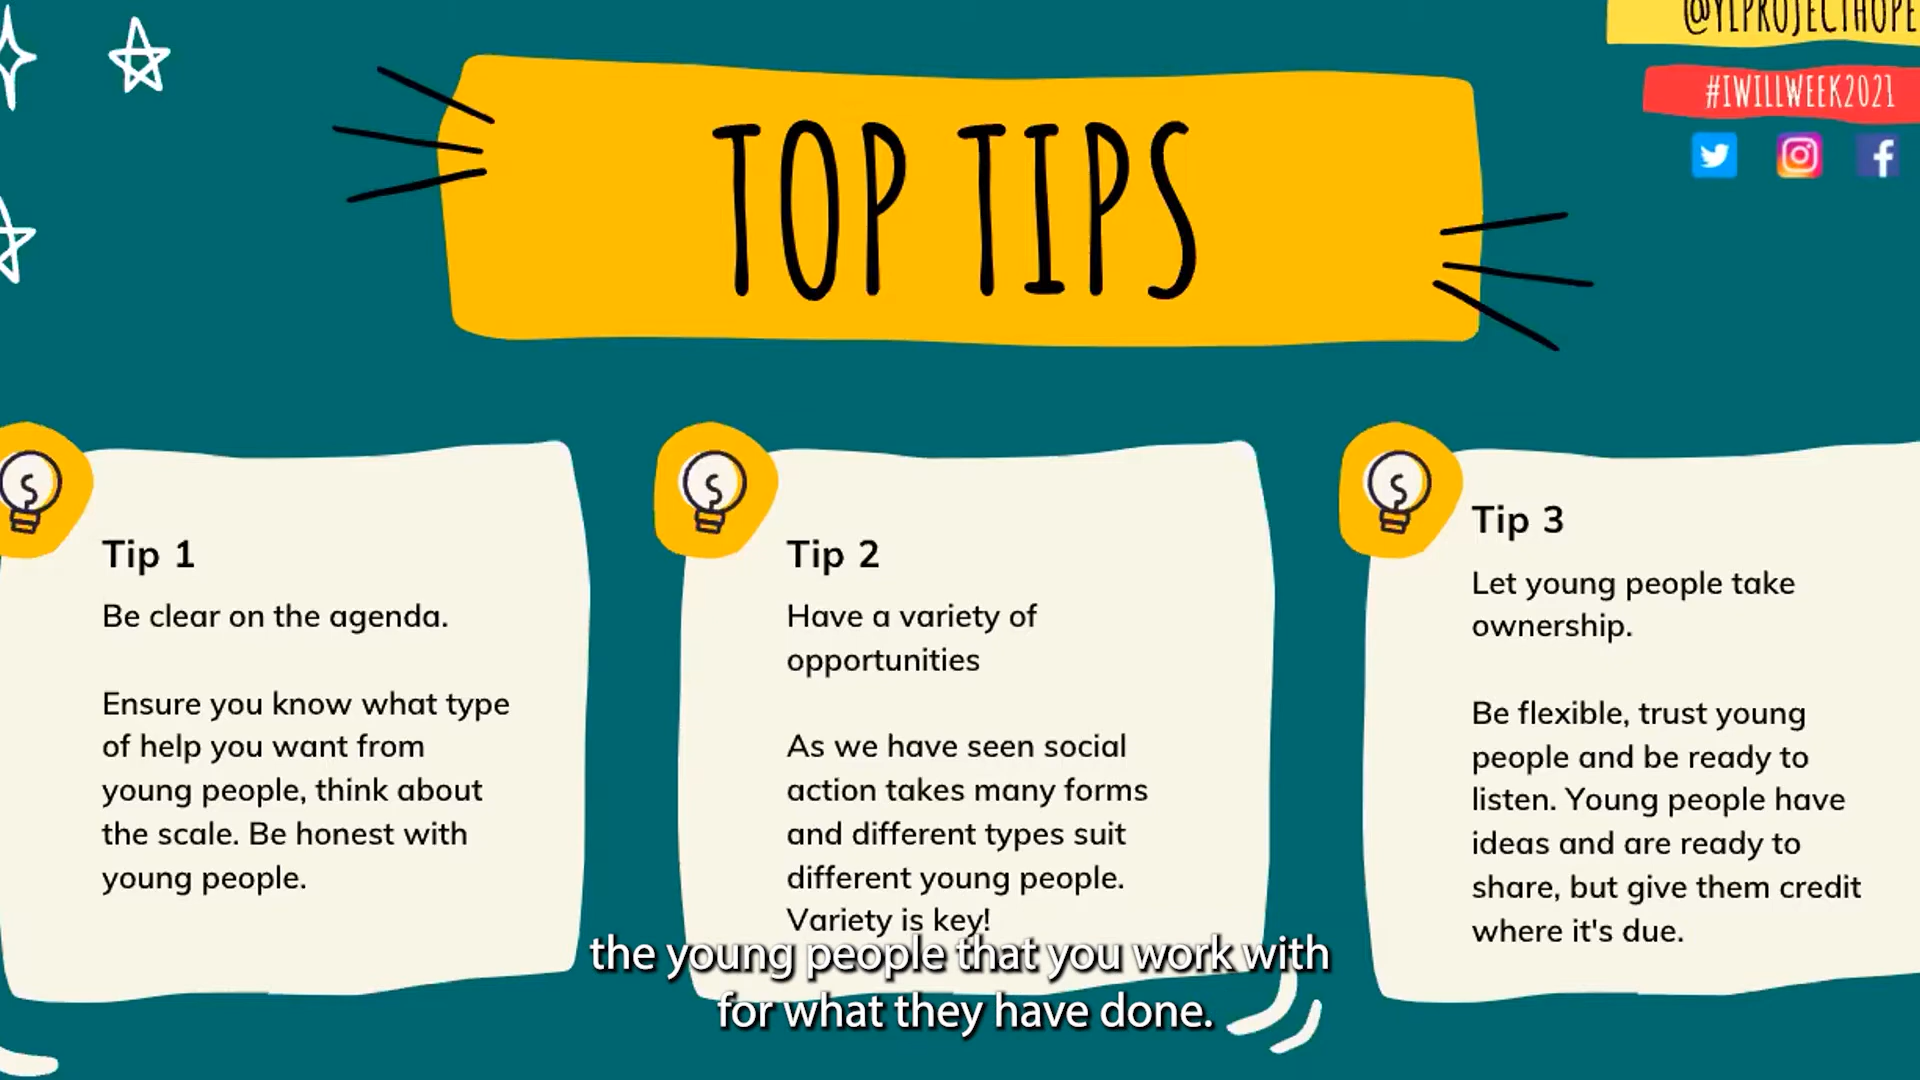 @YLPROJECTHOPE
#IWILLWEEK2021
TOP TIPS
Tip 1
Be clear on the agenda.
Ensure you know what type
of help you want from
young people, think about
the scale. Be honest with
young people.
Tip 2
Have a variety of
opportunities
As we have seen social
action takes many forms
and different types suit
different young people.
Variety is key!
Tip 3
Let young people take
ownership.
Be flexible, trust young
people and be ready to
listen. Young people have
ideas and are ready to
share, but give them credit
where it's due.
the young people that you work with
for what they have done.